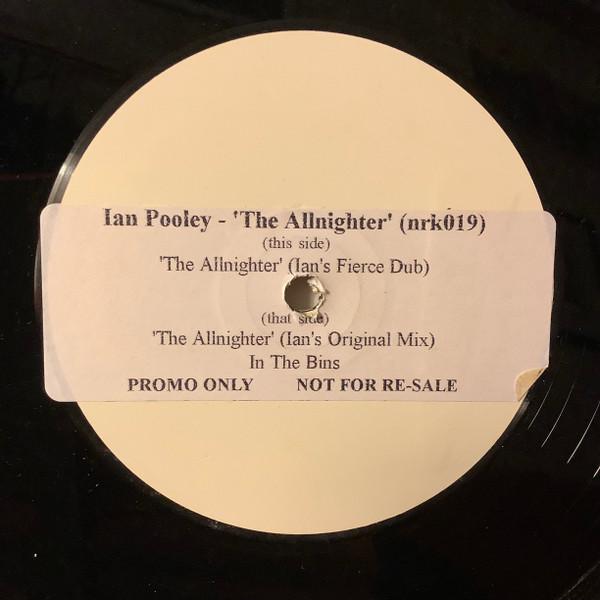 Ian Pooley - 'The Allnighter' (nrk019)
(this side)
'The Allnighter' (Ian's Fierce Dub)
(that side)
'The Allnighter' (Ian's Original Mix)
In The Bins
PROMO ONLY NOT FOR RE-SALE